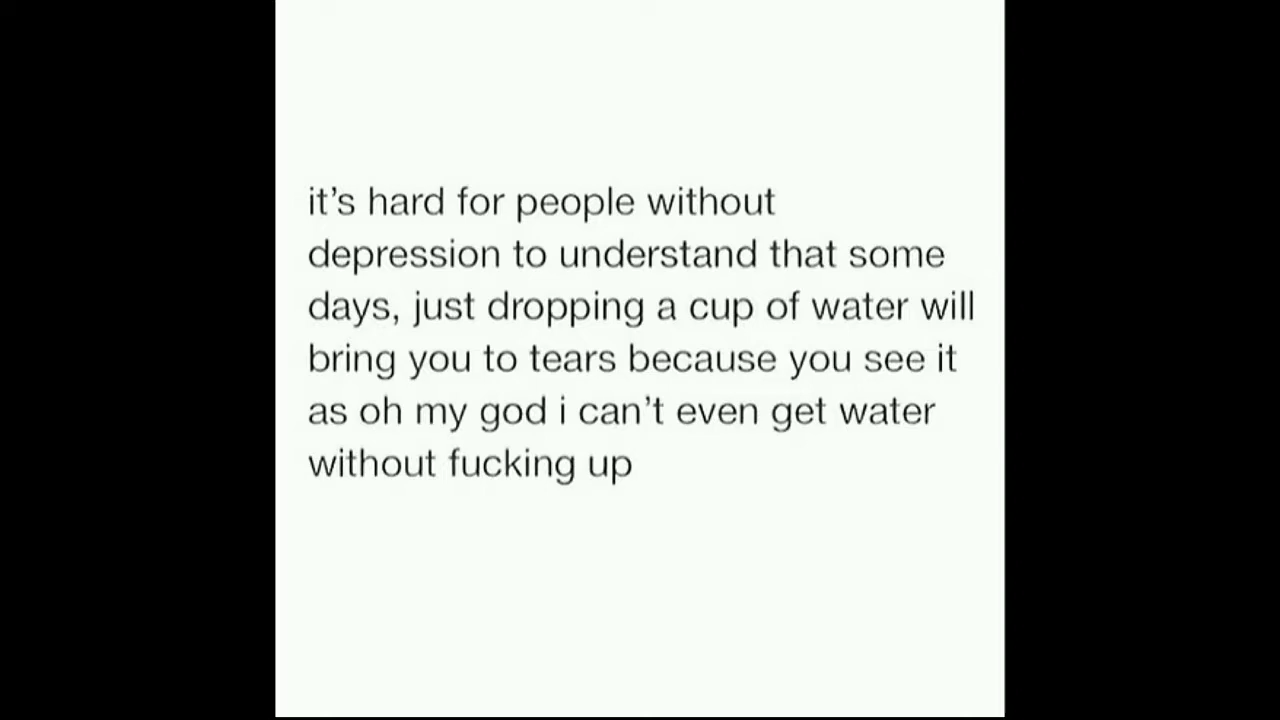 it’s hard for people without
depression to understand that some
days, just dropping a cup of water will
bring you to tears because you see it
as oh my god i can’t even get water
without fucking up